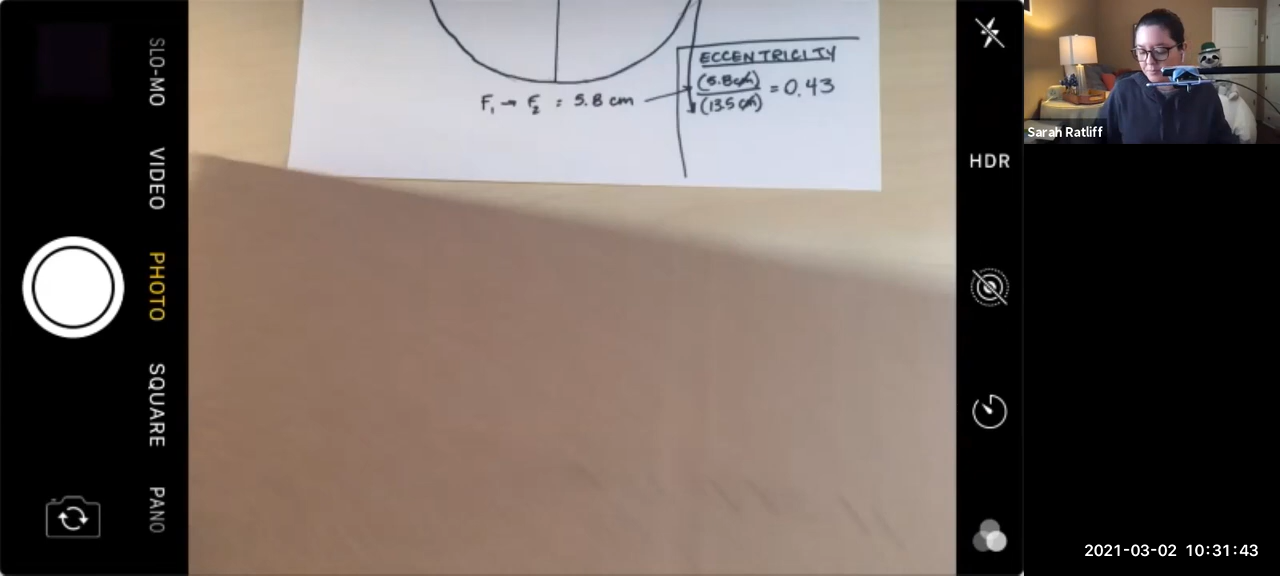 SLO-MO
VIDEO
PHOTO
SQUARE
PANO
ECCENTRICITY
(5.8cm)
(13.5cm)
= 0.43
F₁ → F₂ = 5.8 cm
HDR
Sarah Ratliff
2021-03-02 10:31:43